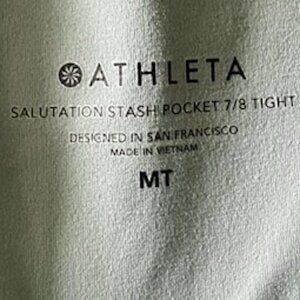 ATHLETA
SALUTATION STASH POCKET 7/8 TIGHT
DESIGNED IN SAN FRANCISCO
MADE IN VIETNAM
MT